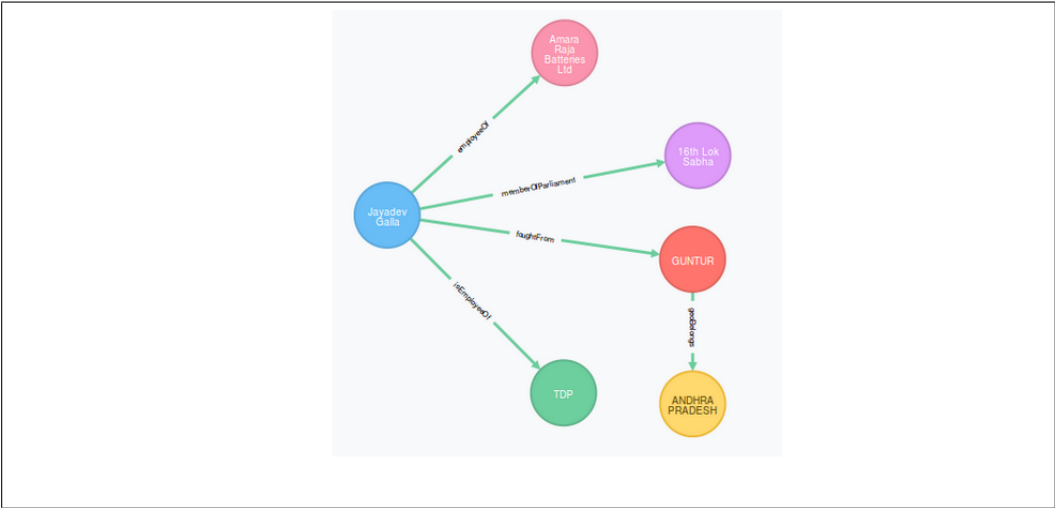 Amara
Raja
Batteries
Ltd
employeeOf
16th Lok
Sabha
memberOfParliament
Jayadev
Galla
foughtFrom
GUNTUR
isEmployeeOf
geoBelongs
TDP
ANDHRA
PRADESH